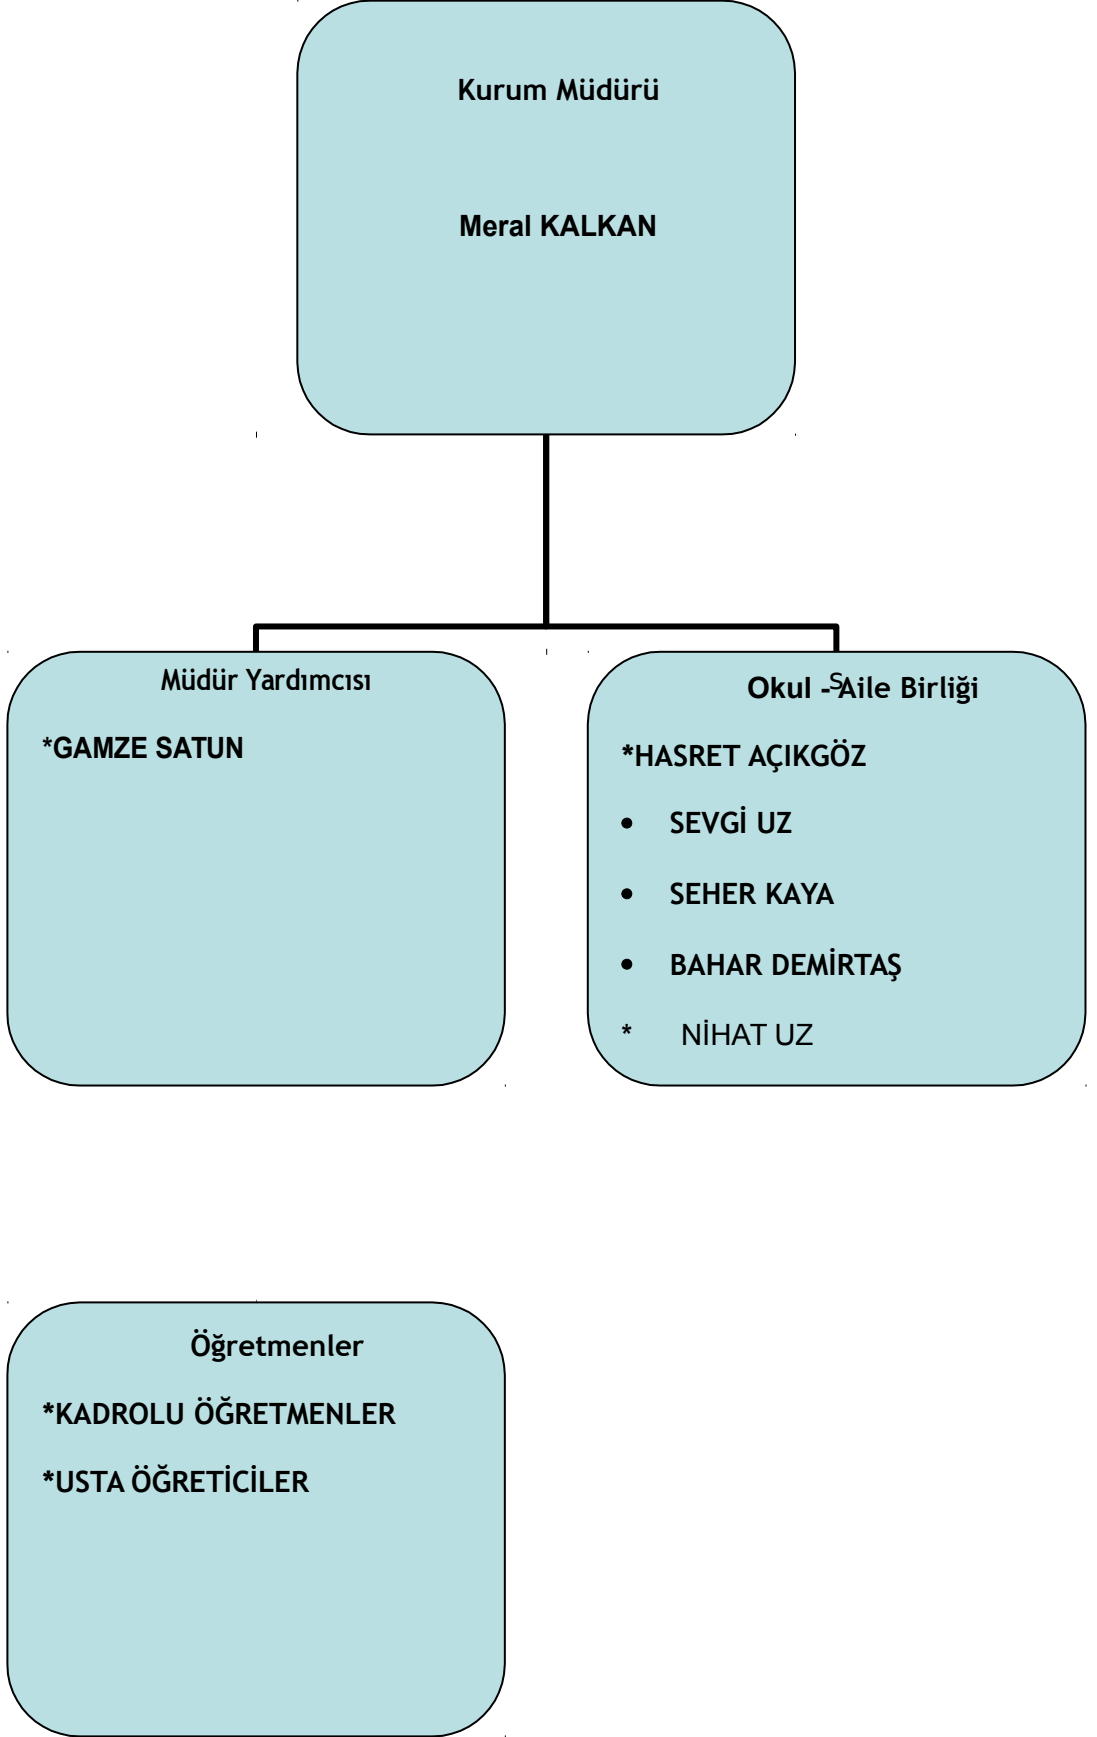 Kurum Müdürü
Meral KALKAN
Müdür Yardımcısı
*GAMZE SATUN
Okul -SAile Birliği
*HASRET AÇIKGÖZ
• SEVGİ UZ
• SEHER KAYA
• BAHAR DEMİRTAŞ
* NİHAT UZ
Öğretmenler
*KADROLU ÖĞRETMENLER
*USTA ÖĞRETİCİLER